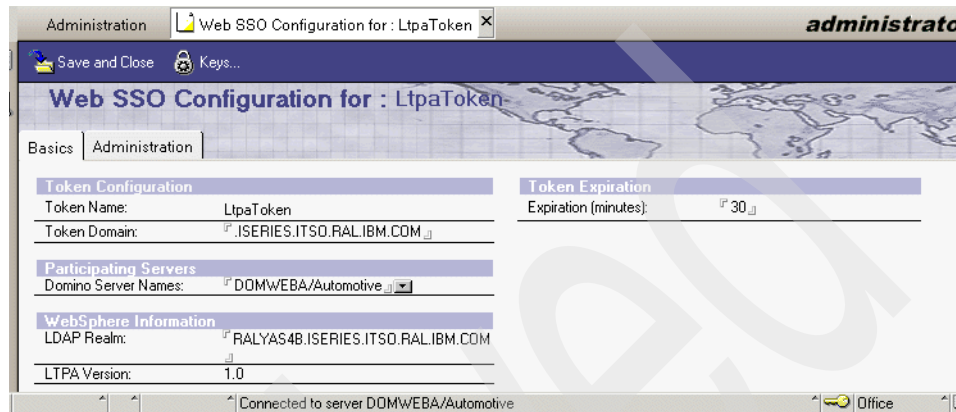 Administration
Web SSO Configuration for : LtpaToken
administrato
Save and Close
Keys...
Web SSO Configuration for : LtpaToken
Basics
Administration
Token Configuration
Token Name: LtpaToken
Token Domain: .ISERIES.ITSO.RAL.IBM.COM
Token Expiration
Expiration (minutes): 30
Participating Servers
Domino Server Names: DOMWEBA/Automotive
WebSphere Information
LDAP Realm: RALYAS4B.ISERIES.ITSO.RAL.IBM.COM
LTPA Version: 1.0
Connected to server DOMWEBA/Automotive
Office